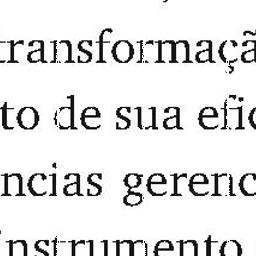 transformaçã
to de sua efic
ncias gerenc
instrumento